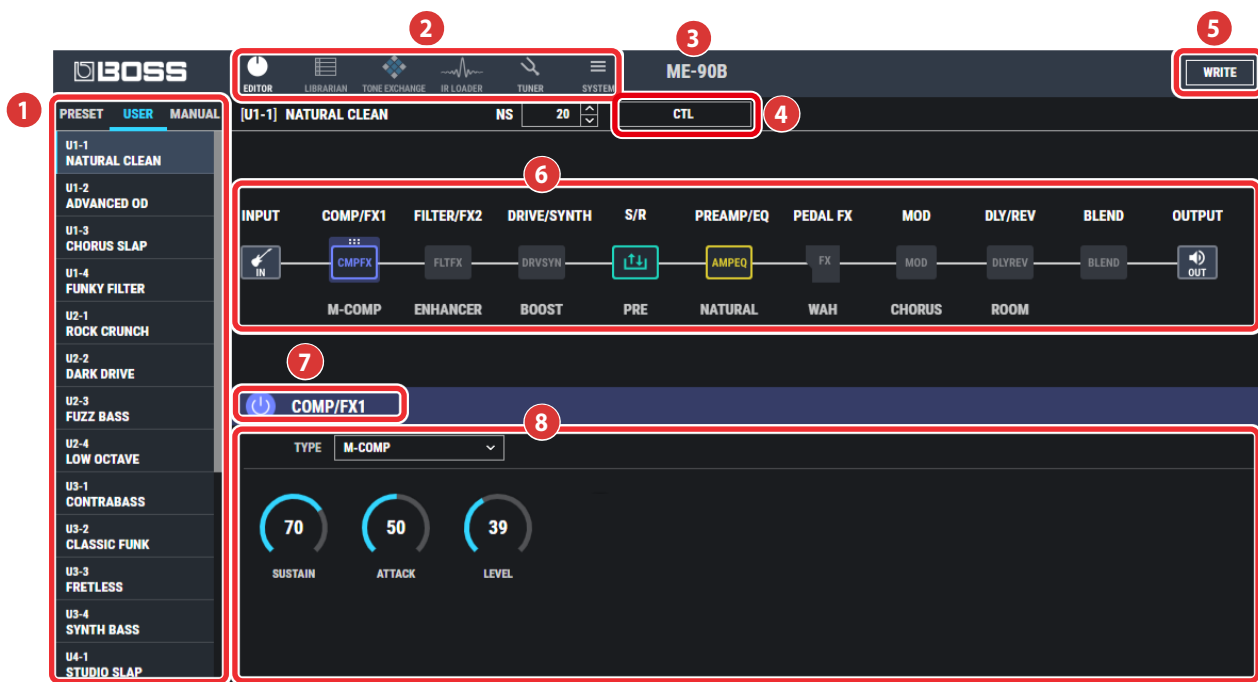 2
3
5
BOSS
ME-90B
WRITE
EDITOR LIBRARIAN TONE EXCHANGE IR LOADER TUNER SYSTEM
1
PRESET USER MANUAL
[U1-1] NATURAL CLEAN NS 20 CTL
4
U1-1
NATURAL CLEAN
U1-2
ADVANCED OD
U1-3
CHORUS SLAP
U1-4
FUNKY FILTER
U2-1
ROCK CRUNCH
U2-2
DARK DRIVE
U2-3
FUZZ BASS
U2-4
LOW OCTAVE
U3-1
CONTRABASS
U3-2
CLASSIC FUNK
U3-3
FRETLESS
U3-4
SYNTH BASS
U4-1
STUDIO SLAP
6
INPUT COMP/FX1 FILTER/FX2 DRIVE/SYNTH S/R PREAMP/EQ PEDAL FX MOD DLY/REV BLEND OUTPUT
IN CMPFX FLTFX DRVSYN AMPEQ FX MOD DLYREV BLEND OUT
M-COMP ENHANCER BOOST PRE NATURAL WAH CHORUS ROOM
7
COMP/FX1
8
TYPE M-COMP
70 50 39
SUSTAIN ATTACK LEVEL